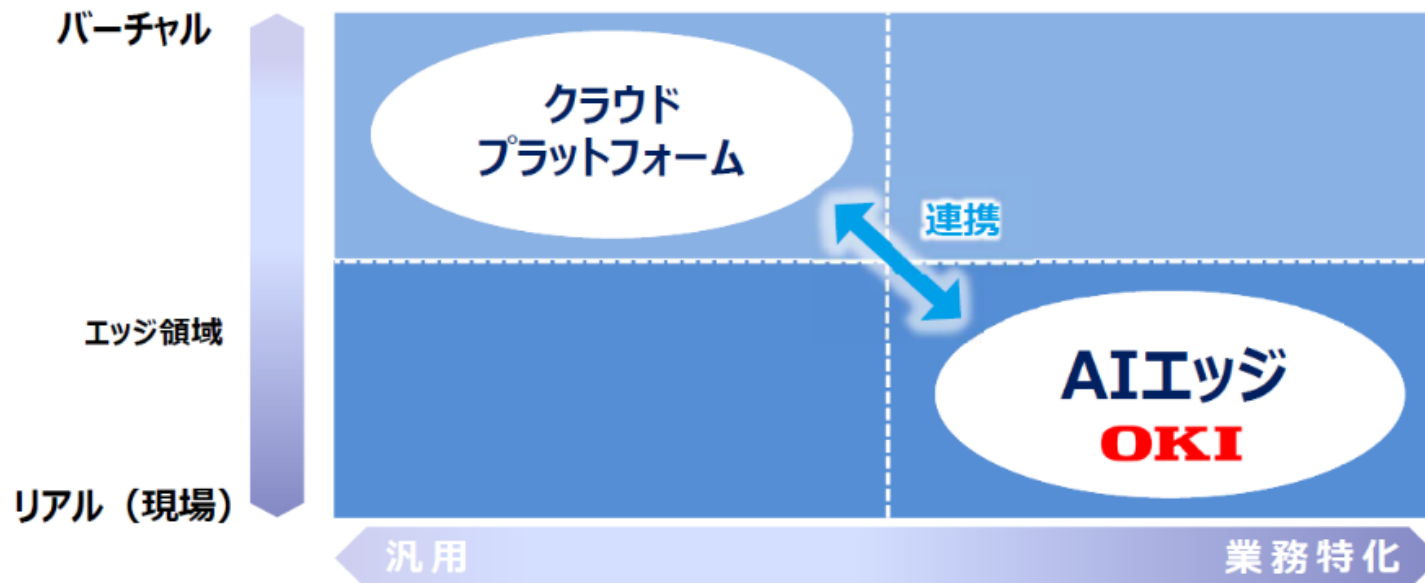 バーチャル
クラウド
プラットフォーム
連携
エッジ領域
AIエッジ
OKI
リアル（現場）
汎用
業務特化